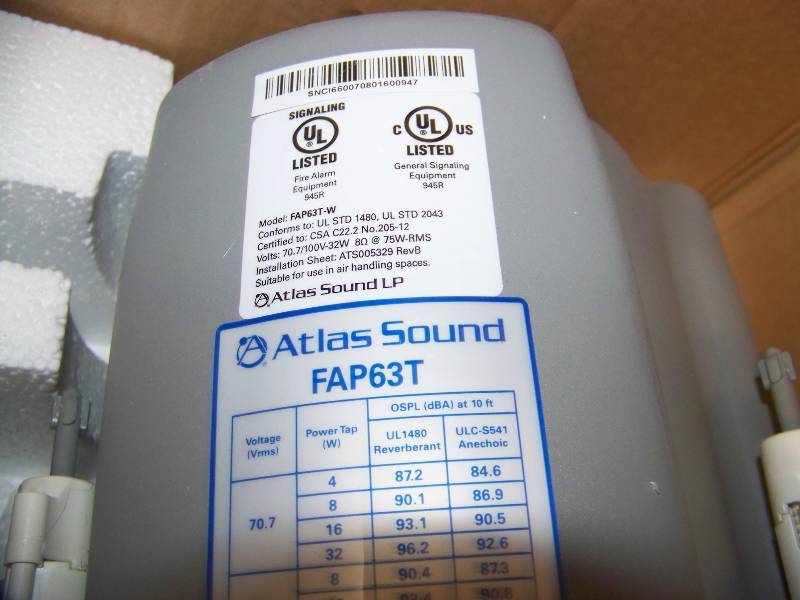 SNCI660070801600947
SIGNALING
UL
LISTED
Fire Alarm
Equipment
945R
C UL US
LISTED
General Signaling
Equipment
945R
Model: FAP63T-W
Conforms to: UL STD 1480, UL STD 2043
Certified to: CSA C22.2 No.205-12
Volts: 70.7/100V-32W 8Ω @ 75W-RMS
Installation Sheet: ATS005329 RevB
Suitable for use in air handling spaces.
Atlas Sound LP
Atlas Sound
FAP63T
Voltage (Vrms) Power Tap (W) OSPL (dBA) at 10 ft
UL1480 Reverberant ULC-S541 Anechoic
70.7
4 87.2 84.6
8 90.1 86.9
16 93.1 90.5
32 96.2 92.6
8 90.4 87.3
93.4 90.8